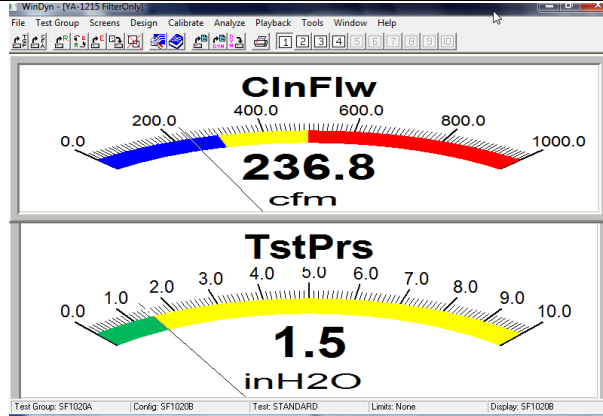 WinDyn - [YA-1215 FilterOnly]
File Test Group Screens Design Calibrate Analyze Playback Tools Window Help
1 2 3 4 5 6 7 8 9 10
ClnFlw
0.0 200.0 400.0 600.0 800.0 1000.0
236.8
cfm
TstPrs
0.0 1.0 2.0 3.0 4.0 5.0 6.0 7.0 8.0 9.0 10.0
1.5
inH2O
Test Group: SF1020A Config: SF1020B Test: STANDARD Limits: None Display: SF1020B